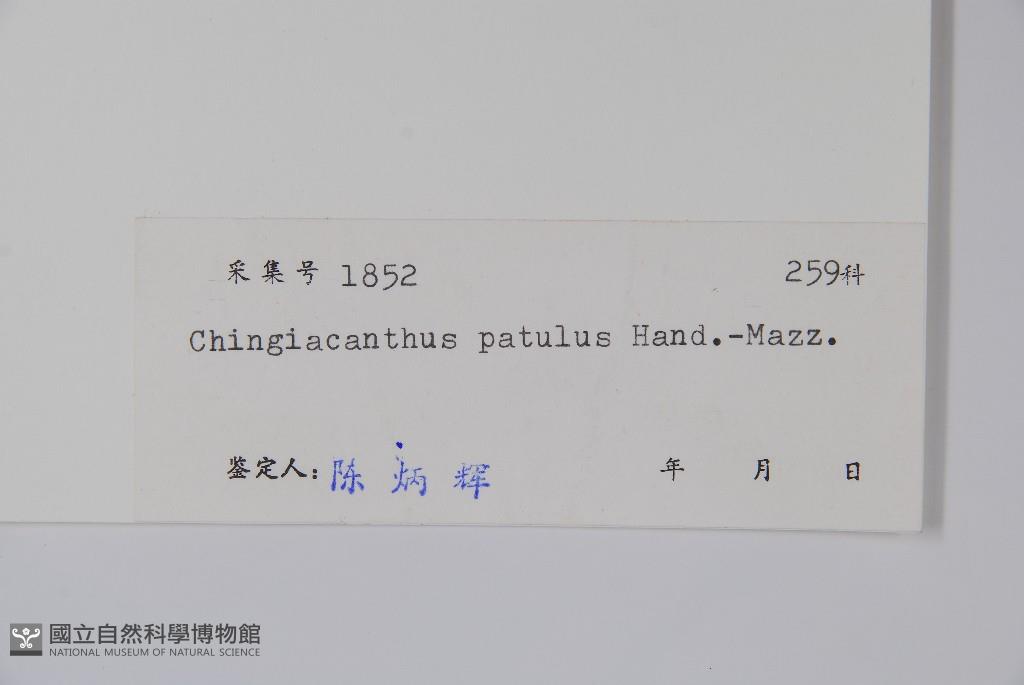 采集号 1852 259科
Chingiacanthus patulus Hand.-Mazz.
鉴定人: 陈炳辉 年 月 日
國立自然科學博物館
NATIONAL MUSEUM OF NATURAL SCIENCE